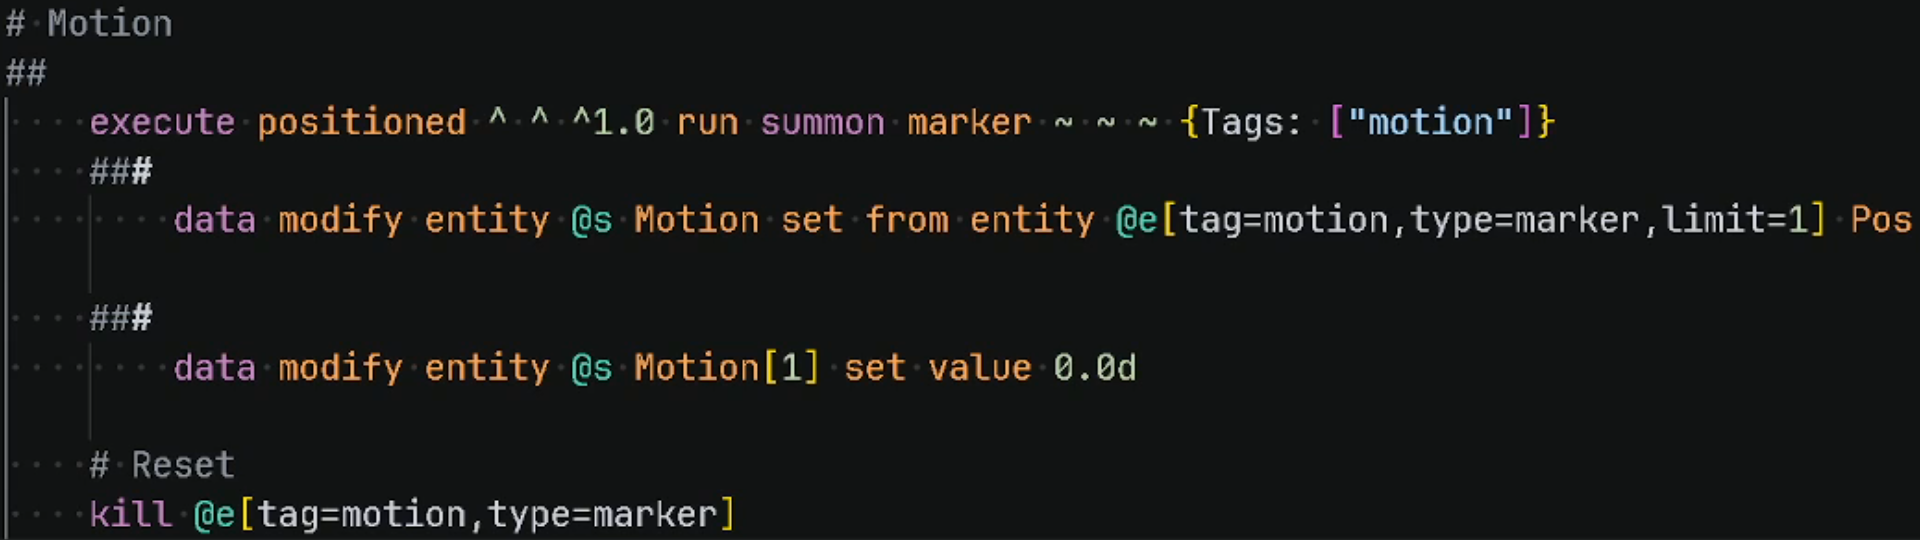 # Motion
##
execute positioned ^ ^ ^1.0 run summon marker ~ ~ ~ {Tags: ["motion"]}
###
data modify entity @s Motion set from entity @e[tag=motion,type=marker,limit=1] Pos
###
data modify entity @s Motion[1] set value 0.0d
# Reset
kill @e[tag=motion,type=marker]